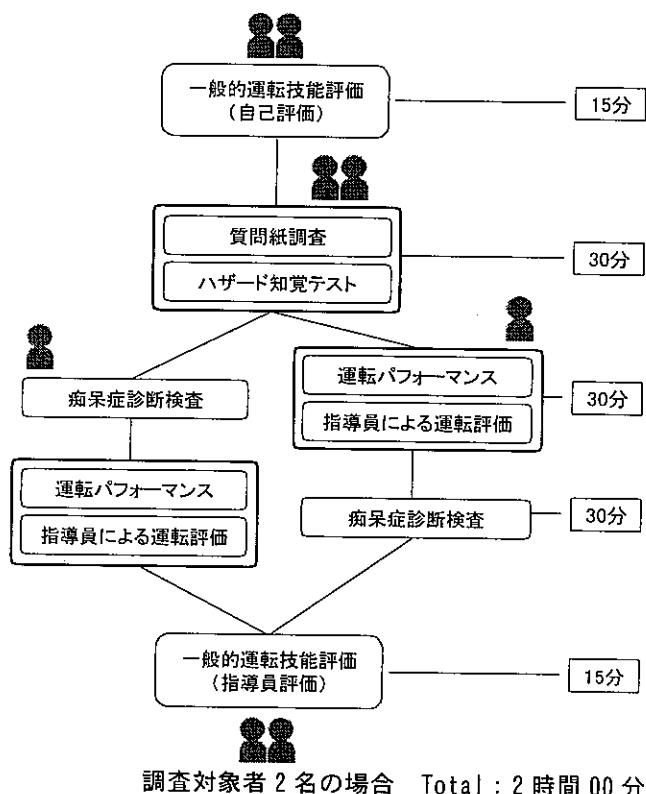 一般的運転技能評価
(自己評価)
15分
質問紙調査
ハザード知覚テスト
30分
痴呆症診断検査
運転パフォーマンス
指導員による運転評価
30分
運転パフォーマンス
指導員による運転評価
痴呆症診断検査
30分
一般的運転技能評価
(指導員評価)
15分
調査対象者2名の場合 Total:2時間00分